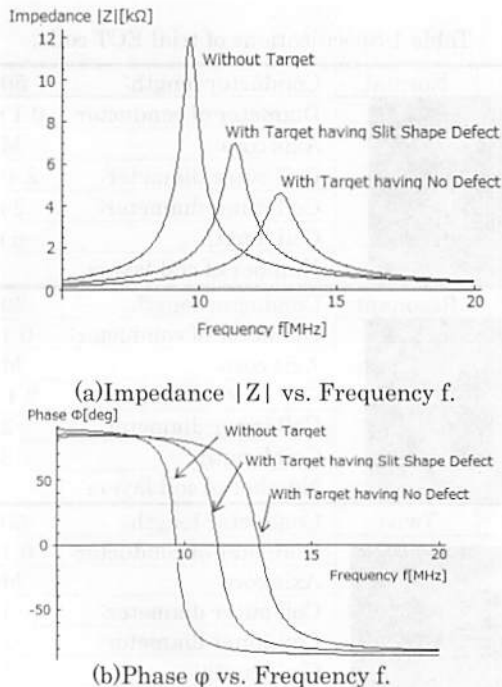 Impedance |Z|[kΩ]
12
10
8
6
4
2
0
Without Target
With Target having Slit Shape Defect
With Target having No Defect
10
15
20
Frequency f[MHz]
(a)Impedance |Z| vs. Frequency f.
Phase Φ[deg]
50
0
-50
Without Target
With Target having Slit Shape Defect
With Target having No Defect
10
15
20
Frequency f[MHz]
(b)Phase φ vs. Frequency f.